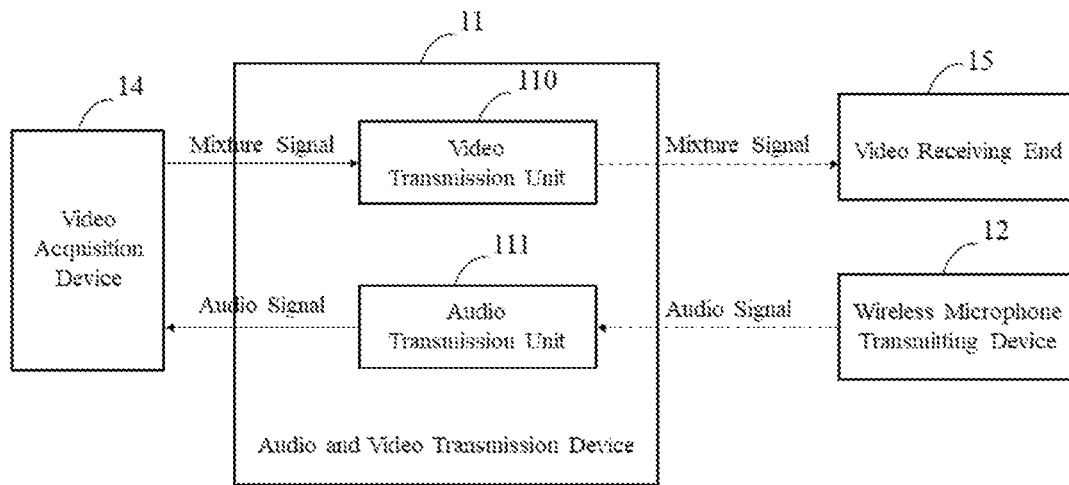 11
14
110
15
Mixture Signal
Video
Transmission Unit
Mixture Signal
Video Receiving End
Video
Acquisition
Device
111
12
Audio Signal
Audio
Transmission Unit
Audio Signal
Wireless Microphone
Transmitting Device
Audio and Video Transmission Device